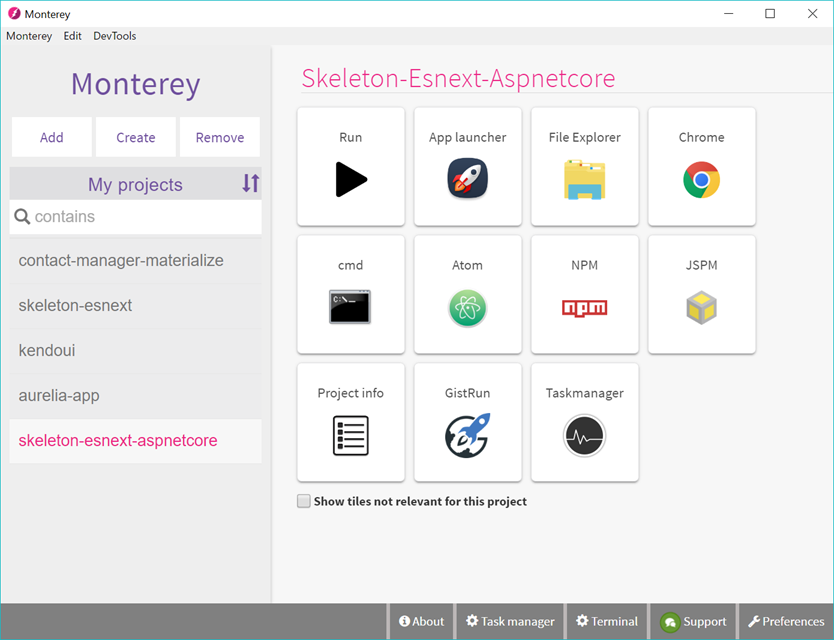 Monterey
Monterey Edit DevTools
Monterey
Add Create Remove
My projects
contains
contact-manager-materialize
skeleton-esnext
kendoui
aurelia-app
skeleton-esnext-aspnetcore
Skeleton-Esnext-Aspnetcore
Run App launcher File Explorer Chrome
cmd Atom NPM JSPM
C:\_
npm
Project info GistRun Taskmanager
Show tiles not relevant for this project
About Task manager Terminal Support Preferences